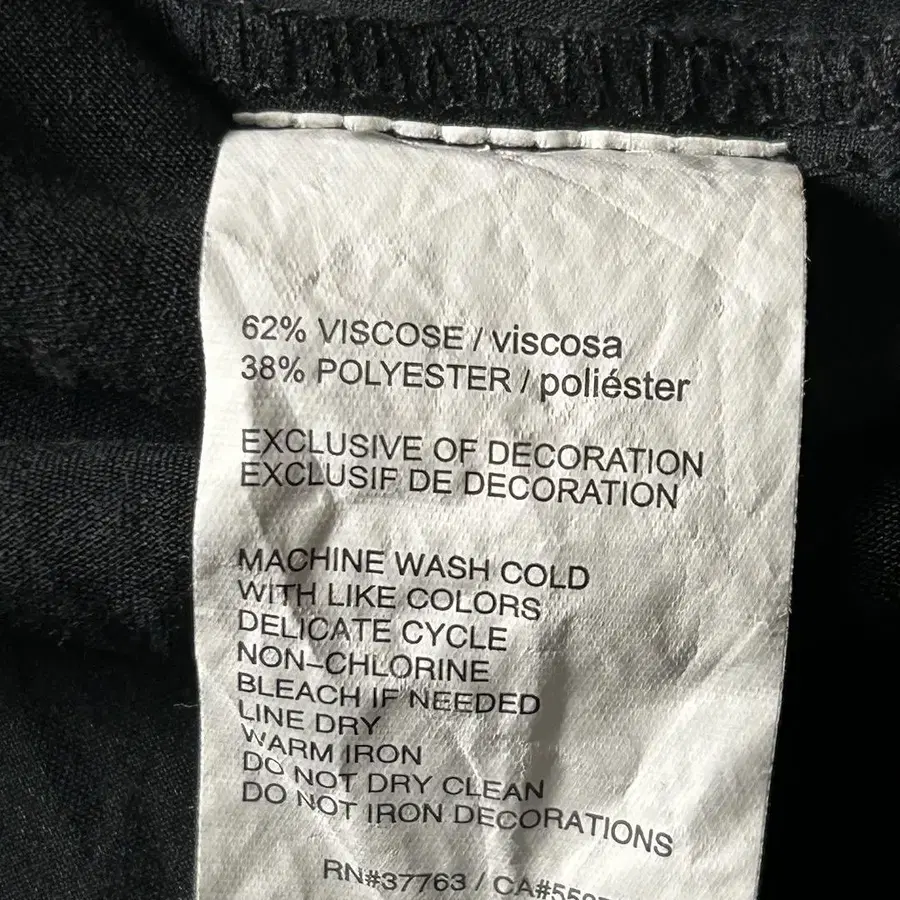 62% VISCOSE / viscosa
38% POLYESTER / poliéster
EXCLUSIVE OF DECORATION
EXCLUSIF DE DECORATION
MACHINE WASH COLD
WITH LIKE COLORS
DELICATE CYCLE
NON-CHLORINE
BLEACH IF NEEDED
LINE DRY
WARM IRON
DO NOT DRY CLEAN
DO NOT IRON DECORATIONS
RN#37763 /